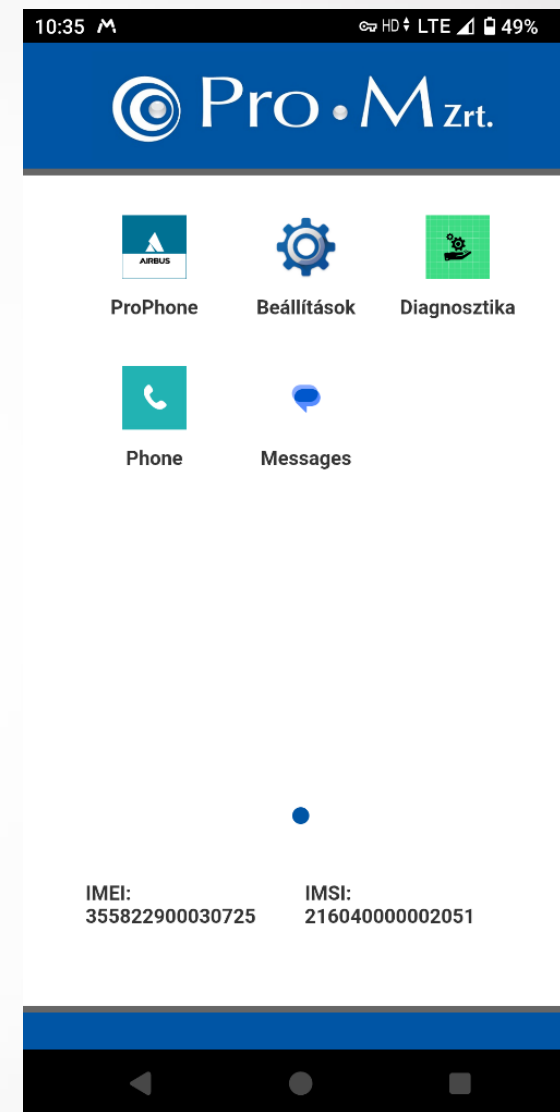 10:35 HD LTE 49%
Pro • M Zrt.
AIRBUS
ProPhone Beállítások Diagnosztika
Phone Messages
IMEI: IMSI:
355822900030725 216040000002051